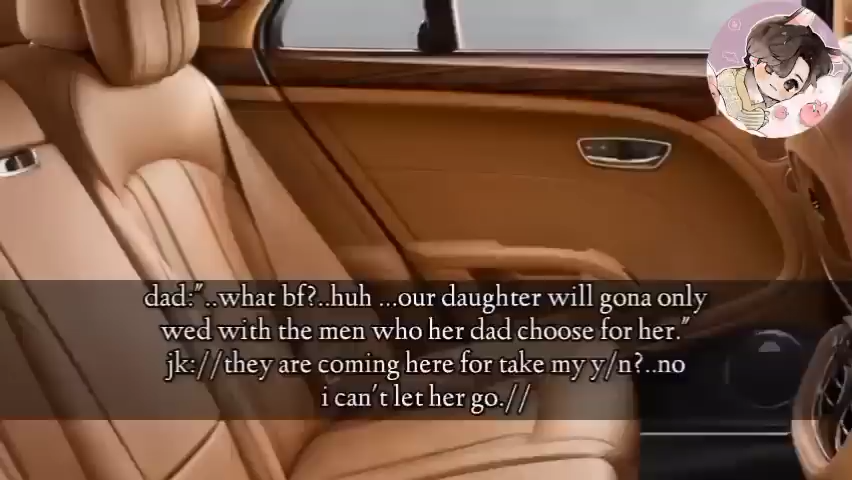 dad:"..what bf?..huh ...our daughter will gona only
wed with the men who her dad choose for her."
jk://they are coming here for take my y/n?..no
i can't let her go.//